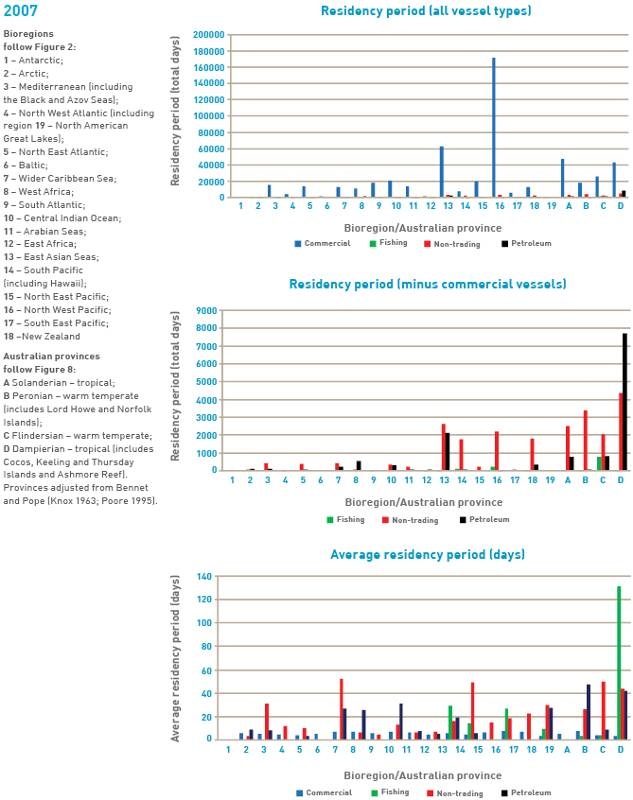 2007
Bioregions
follow Figure 2:
1 – Antarctic;
2 – Arctic;
3 – Mediterranean (including
the Black and Azov Seas);
4 – North West Atlantic (including
region 19 – North American
Great Lakes);
5 – North East Atlantic;
6 – Baltic;
7 – Wider Caribbean Sea;
8 – West Africa;
9 – South Atlantic;
10 – Central Indian Ocean;
11 – Arabian Seas;
12 – East Africa;
13 – East Asian Seas;
14 – South Pacific
(including Hawaii);
15 – North East Pacific;
16 – North West Pacific;
17 – South East Pacific;
18 –New Zealand
Australian provinces
follow Figure 8:
A Solanderian – tropical;
B Peronian – warm temperate
(includes Lord Howe and Norfolk
Islands);
C Flindersian – warm temperate;
D Dampierian – tropical (includes
Cocos, Keeling and Thursday
Islands and Ashmore Reef).
Provinces adjusted from Bennet
and Pope (Knox 1963; Poore 1995).
Residency period (all vessel types)
Residency period (total days)
200000
180000
160000
140000
120000
100000
80000
60000
40000
20000
0
1 2 3 4 5 6 7 8 9 10 11 12 13 14 15 16 17 18 19 A B C D
Bioregion/Australian province
Commercial Fishing Non-trading Petroleum
Residency period (minus commercial vessels)
Residency period (total days)
9000
8000
7000
6000
5000
4000
3000
2000
1000
0
1 2 3 4 5 6 7 8 9 10 11 12 13 14 15 16 17 18 19 A B C D
Bioregion/Australian province
Fishing Non-trading Petroleum
Average residency period (days)
Average residency period (days)
140
120
100
80
60
40
20
0
1 2 3 4 5 6 7 8 9 10 11 12 13 14 15 16 17 18 19 A B C D
Bioregion/Australian province
Commercial Fishing Non-trading Petroleum